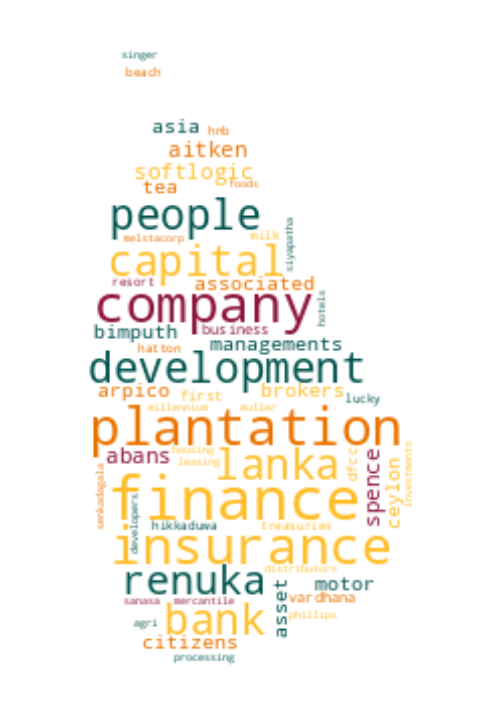 singer
beach
asia hnb
aitken
softlogic
tea foods
people
melstacorp milk siyapatha
capital
resort associated
company hotels
bimputh business
hatton managements
development
arpico first brokers lucky
millennium muller
plantation
abans housing
leasing lanka dfcc spence ceylon investments
senkadagala finance
developers hikkaduwa treasuries
insurance
distributors
renuka asset motor
sanasa mercantile vardhana
agri bank phillips
citizens
processing